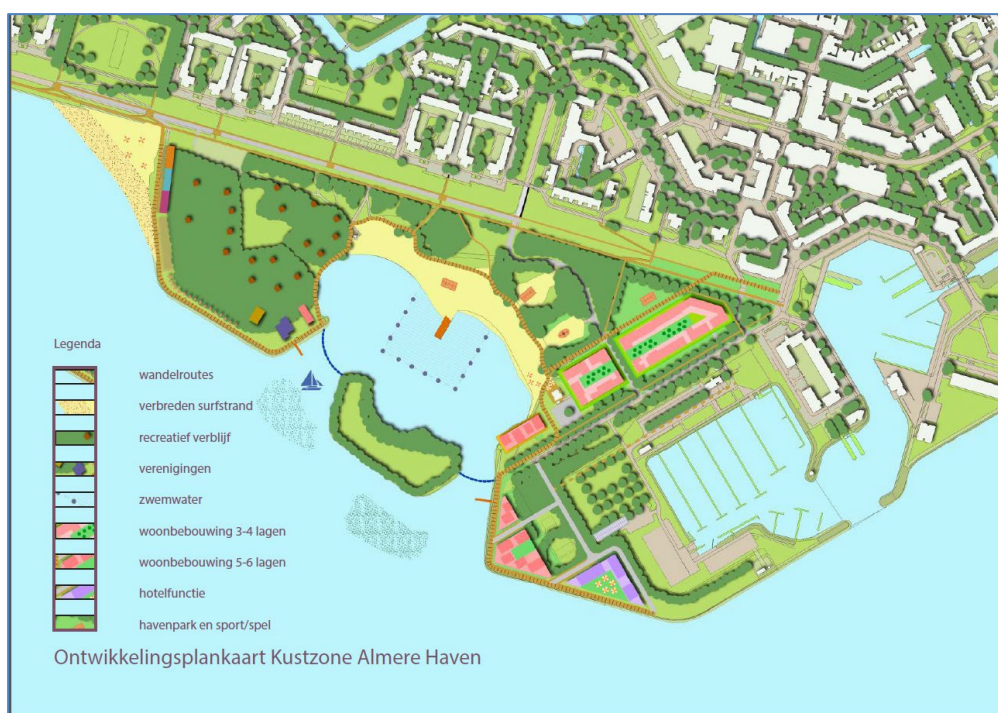 Legenda
wandelroutes
verbreden surfstrand
recreatief verblijf
verenigingen
zwemwater
woonbebouwing 3-4 lagen
woonbebouwing 5-6 lagen
hotelfunctie
havenpark en sport/spel
Ontwikkelingsplankaart Kustzone Almere Haven